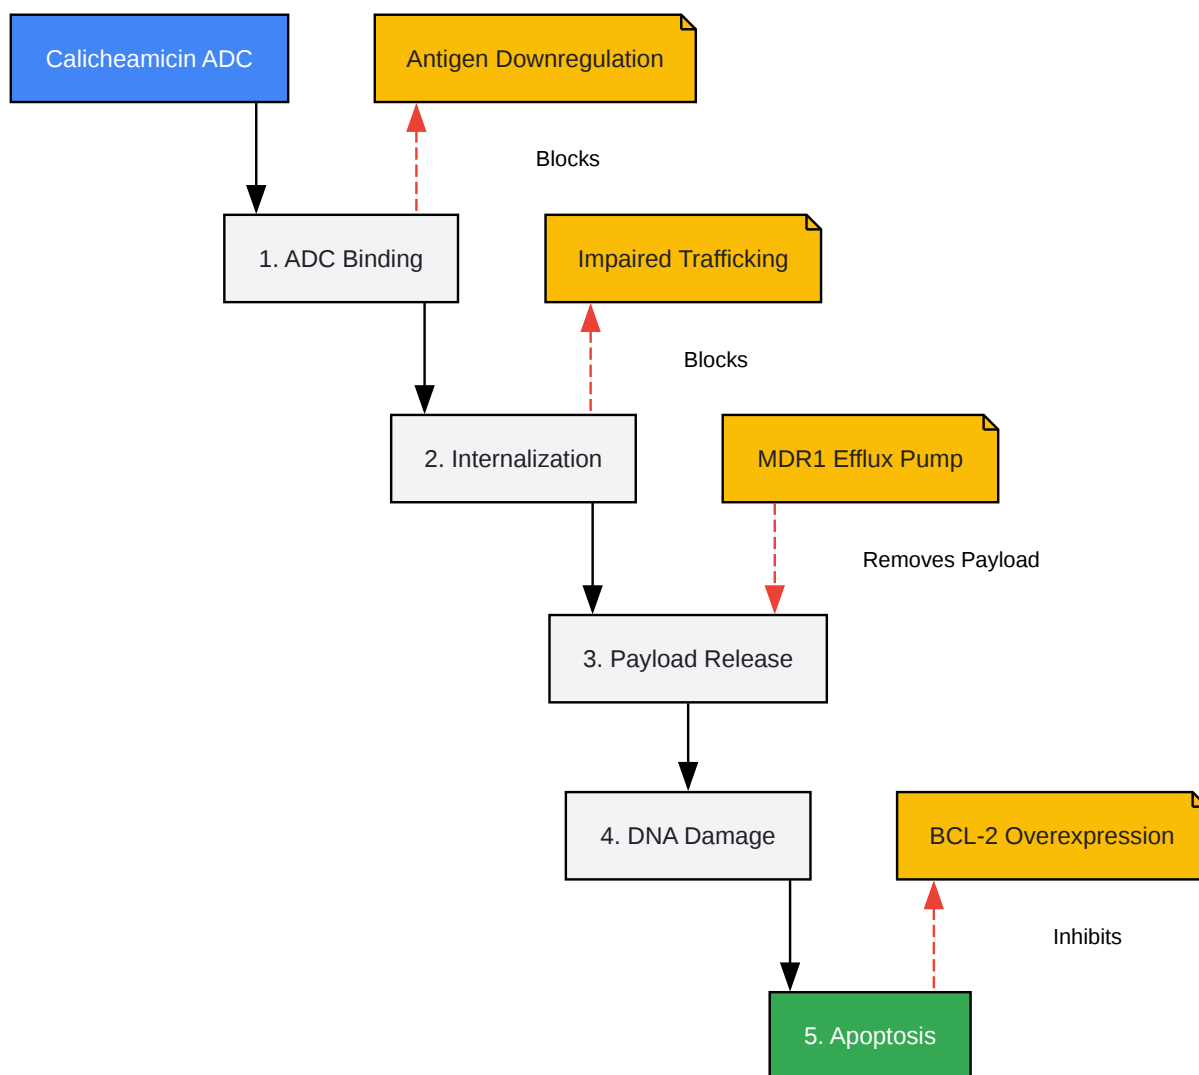 Calicheamicin ADC
Antigen Downregulation
Blocks
1. ADC Binding
Impaired Trafficking
Blocks
2. Internalization
MDR1 Efflux Pump
Removes Payload
3. Payload Release
4. DNA Damage
BCL-2 Overexpression
Inhibits
5. Apoptosis